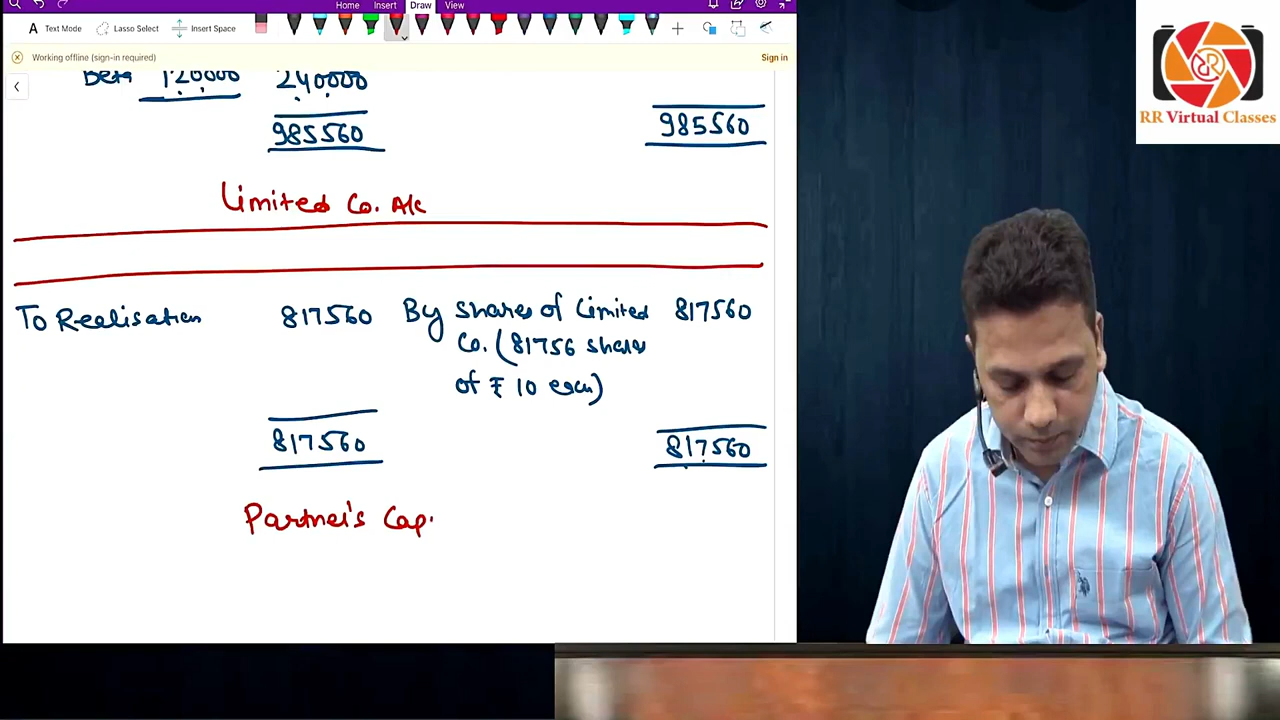 Home Insert Draw View
A Text Mode Lasso Select Insert Space
Working offline (sign-in required) Sign in
Beta 120000 240000
985560 985560
Limited Co. A/c
To Realisation 817560 By shares of Limited 817560
Co. (81756 shares
of ₹ 10 each)
817560 817560
Partner's Cap.
RR Virtual Classes